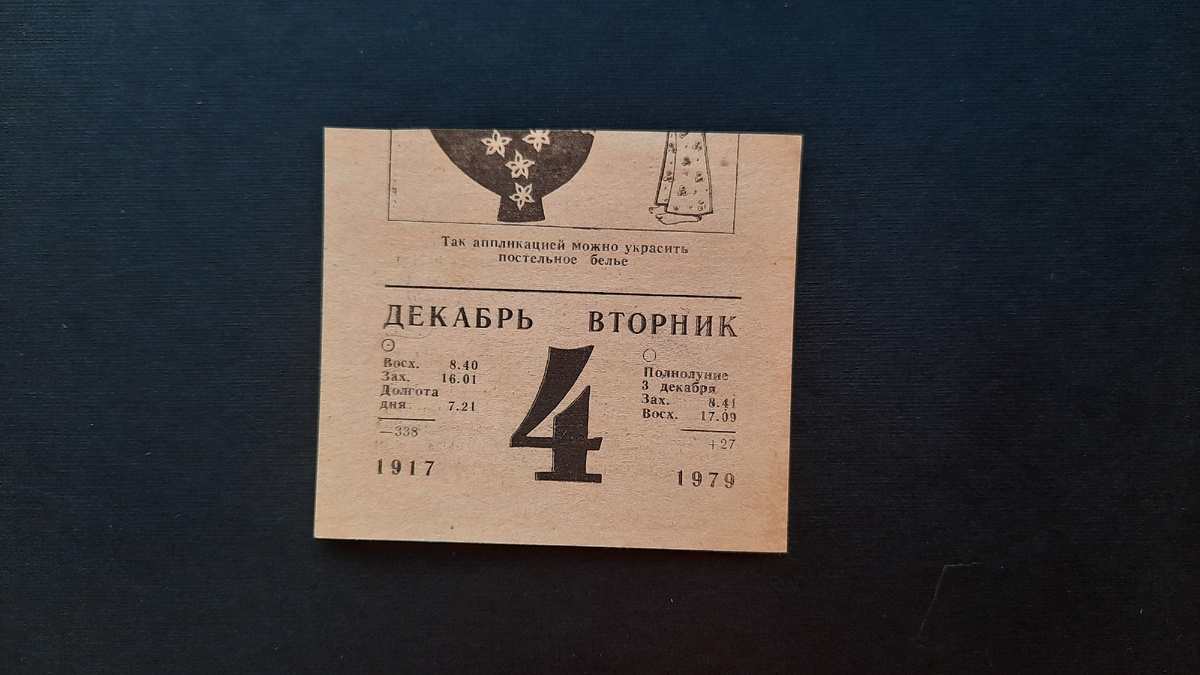 Так аппликацией можно украсить
постельное белье
ДЕКАБРЬ ВТОРНИК
Восх. 8.40
Зах. 16.01
Долгота
дня 7.21
—338
1917
4
Полнолуние
3 декабря
Зах. 8.41
Восх. 17.09
+27
1979